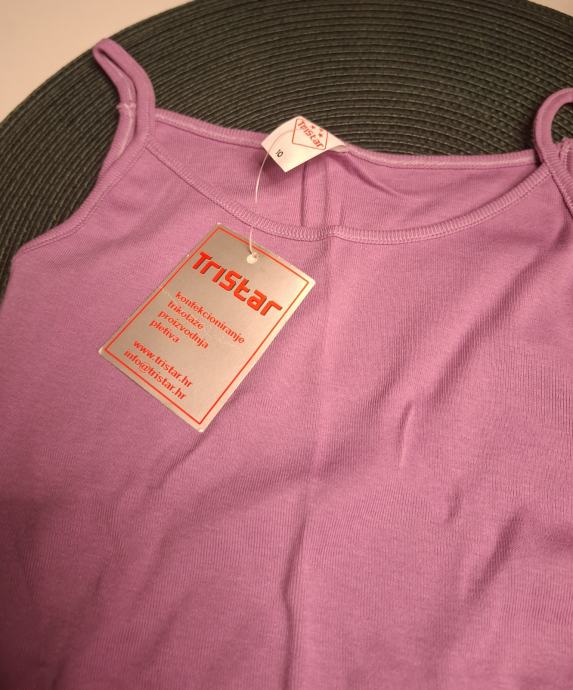 Tristar
10
Tristar
konfekcioniranje
trikotaže
proizvodnja
pletiva
www.tristar.hr
info@tristar.hr